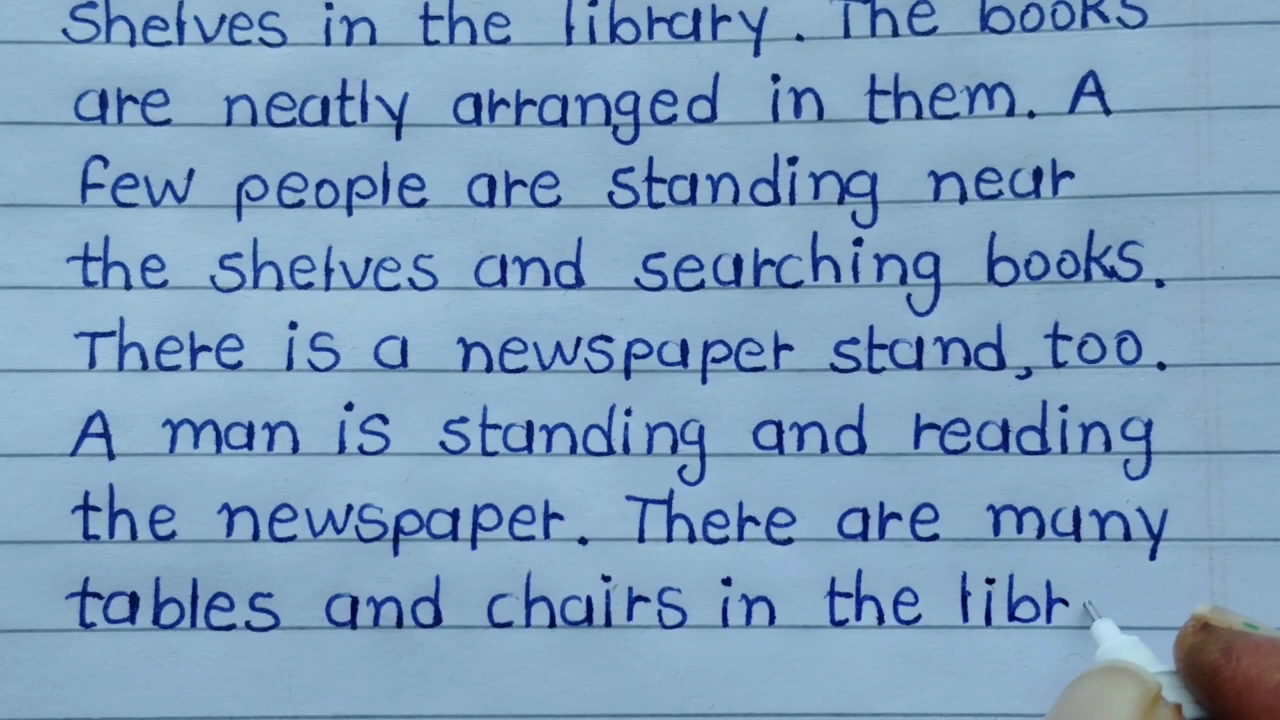 Shelves in the library. The books
are neatly arranged in them. A
few people are standing near
the shelves and searching books.
There is a newspaper stand, too.
A man is standing and reading
the newspaper. There are many
tables and chairs in the libr